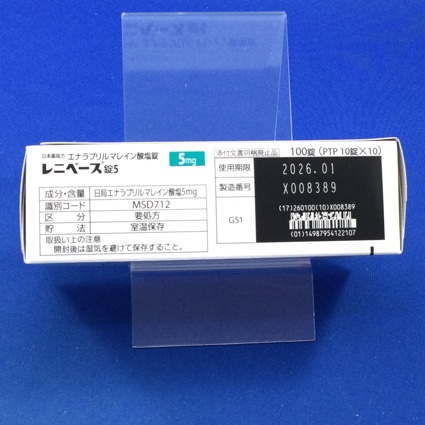 日本薬局方 エナラプリルマレイン酸塩錠
レニベース錠5
5mg
成分・含量 日局エナラプリルマレイン酸塩5mg
識別コード MSD712
区分 要処方
貯法 室温保存
取扱い上の注意
開封後は湿気を避けて保存すること。
添付文書同梱廃止品 100錠 (PTP 10錠×10)
使用期限 2026.01
製造番号 X008389
GS1
(17)260100(10)X008389
(01)14987954122107